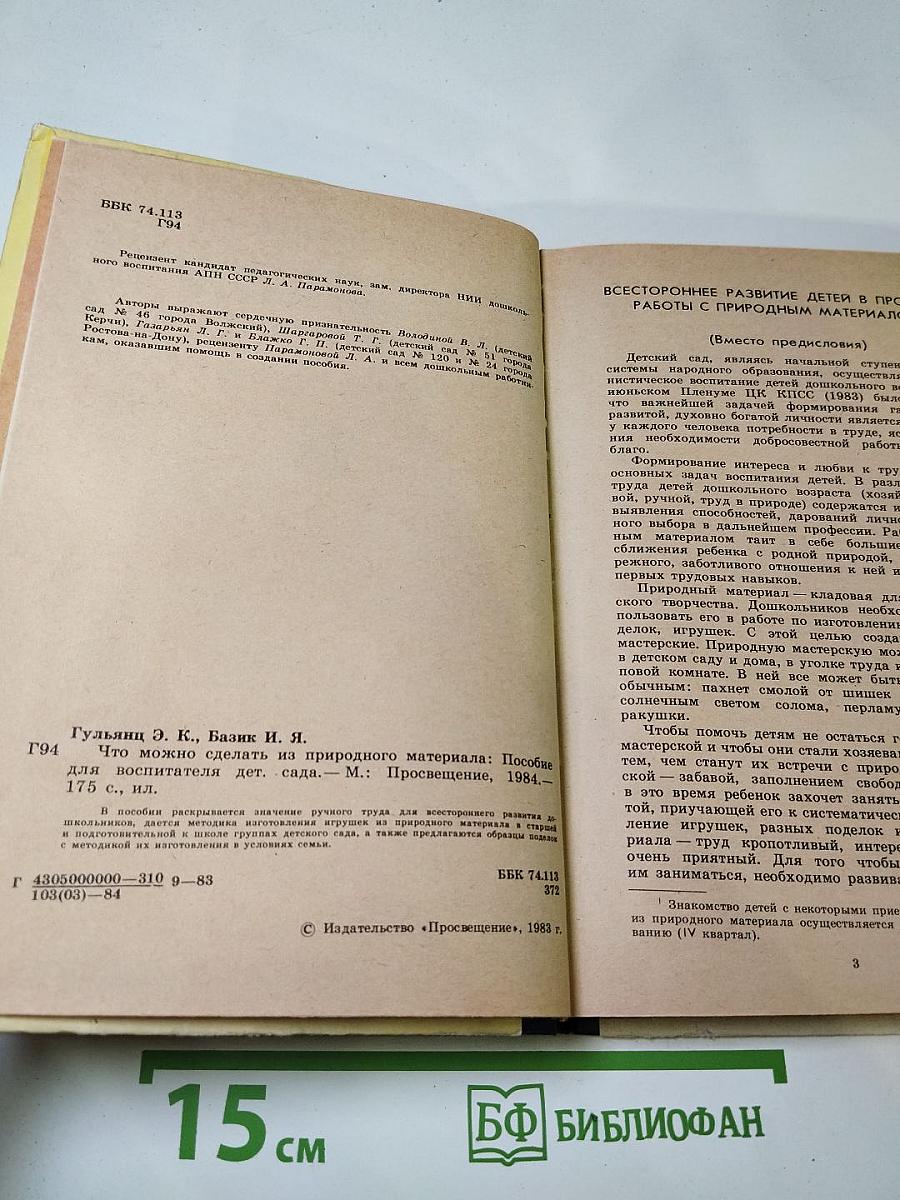 ББК 74.113
Г94
Рецензент кандидат педагогических наук, зам. директора НИИ дошколь-
ного воспитания АПН СССР Л. А. Парамонова.
Авторы выражают сердечную признательность Володиной В. Л. (детский
сад № 46 города Волжский), Шаргаровой Т. Г. (детский сад № 51 города
Керчи), Газарьян Л. Г. и Блажко Г. П. (детский сад № 120 и № 24 города
Ростова-на-Дону), рецензенту Парамоновой Л. А. и всем дошкольным работни-
кам, оказавшим помощь в создании пособия.
Гульянц Э. К., Базик И. Я.
Г94 Что можно сделать из природного материала: Пособие
для воспитателя дет. сада.— М.: Просвещение, 1984.—
175 с., ил.
В пособии раскрывается значение ручного труда для всестороннего развития до-
школьников, дается методика изготовления игрушек из природного материала в старшей
и подготовительной к школе группах детского сада, а также предлагаются образцы поделок
с методикой их изготовления в условиях семьи.
Г 4305000000—310 9—83
103(03)—84
ББК 74.113
372
© Издательство «Просвещение», 1983 г.
ВСЕСТОРОННЕЕ РАЗВИТИЕ ДЕТЕЙ В ПРО
РАБОТЫ С ПРИРОДНЫМ МАТЕРИАЛО
(Вместо предисловия)
Детский сад, являясь начальной ступен
системы народного образования, осуществля
нистическое воспитание детей дошкольного во
июньском Пленуме ЦК КПСС (1983) было
что важнейшей задачей формирования га
развитой, духовно богатой личности является
у каждого человека потребности в труде, яс
ния необходимости добросовестной работы
благо.
Формирование интереса и любви к тру
основных задач воспитания детей. В разл
труда детей дошкольного возраста (хозяй
вой, ручной, труд в природе) содержатся и
выявления способностей, дарований лично
ного выбора в дальнейшем профессии. Раб
ным материалом таит в себе большие
сближения ребенка с родной природой,
режного, заботливого отношения к ней и
первых трудовых навыков.
Природный материал — кладовая для
ского творчества. Дошкольников необхо
пользовать его в работе по изготовлению
делок, игрушек. С этой целью созда
мастерские. Природную мастерскую мож
в детском саду и дома, в уголке труда и
повой комнате. В ней все может быть
обычным: пахнет смолой от шишек
солнечным светом солома, перламу
ракушки.
Чтобы помочь детям не остаться го
мастерской и чтобы они стали хозяевам
тем, чем станут их встречи с приро
ской — забавой, заполнением свобод
в это время ребенок захочет занять
той, приучающей его к систематическ
ление игрушек, разных поделок и
риала — труд кропотливый, интере
очень приятный. Для того чтобы
им заниматься, необходимо развива
¹ Знакомство детей с некоторыми прие
из природного материала осуществляется
ванию (IV квартал).
3
15 см
БФ БИБЛИОФАН